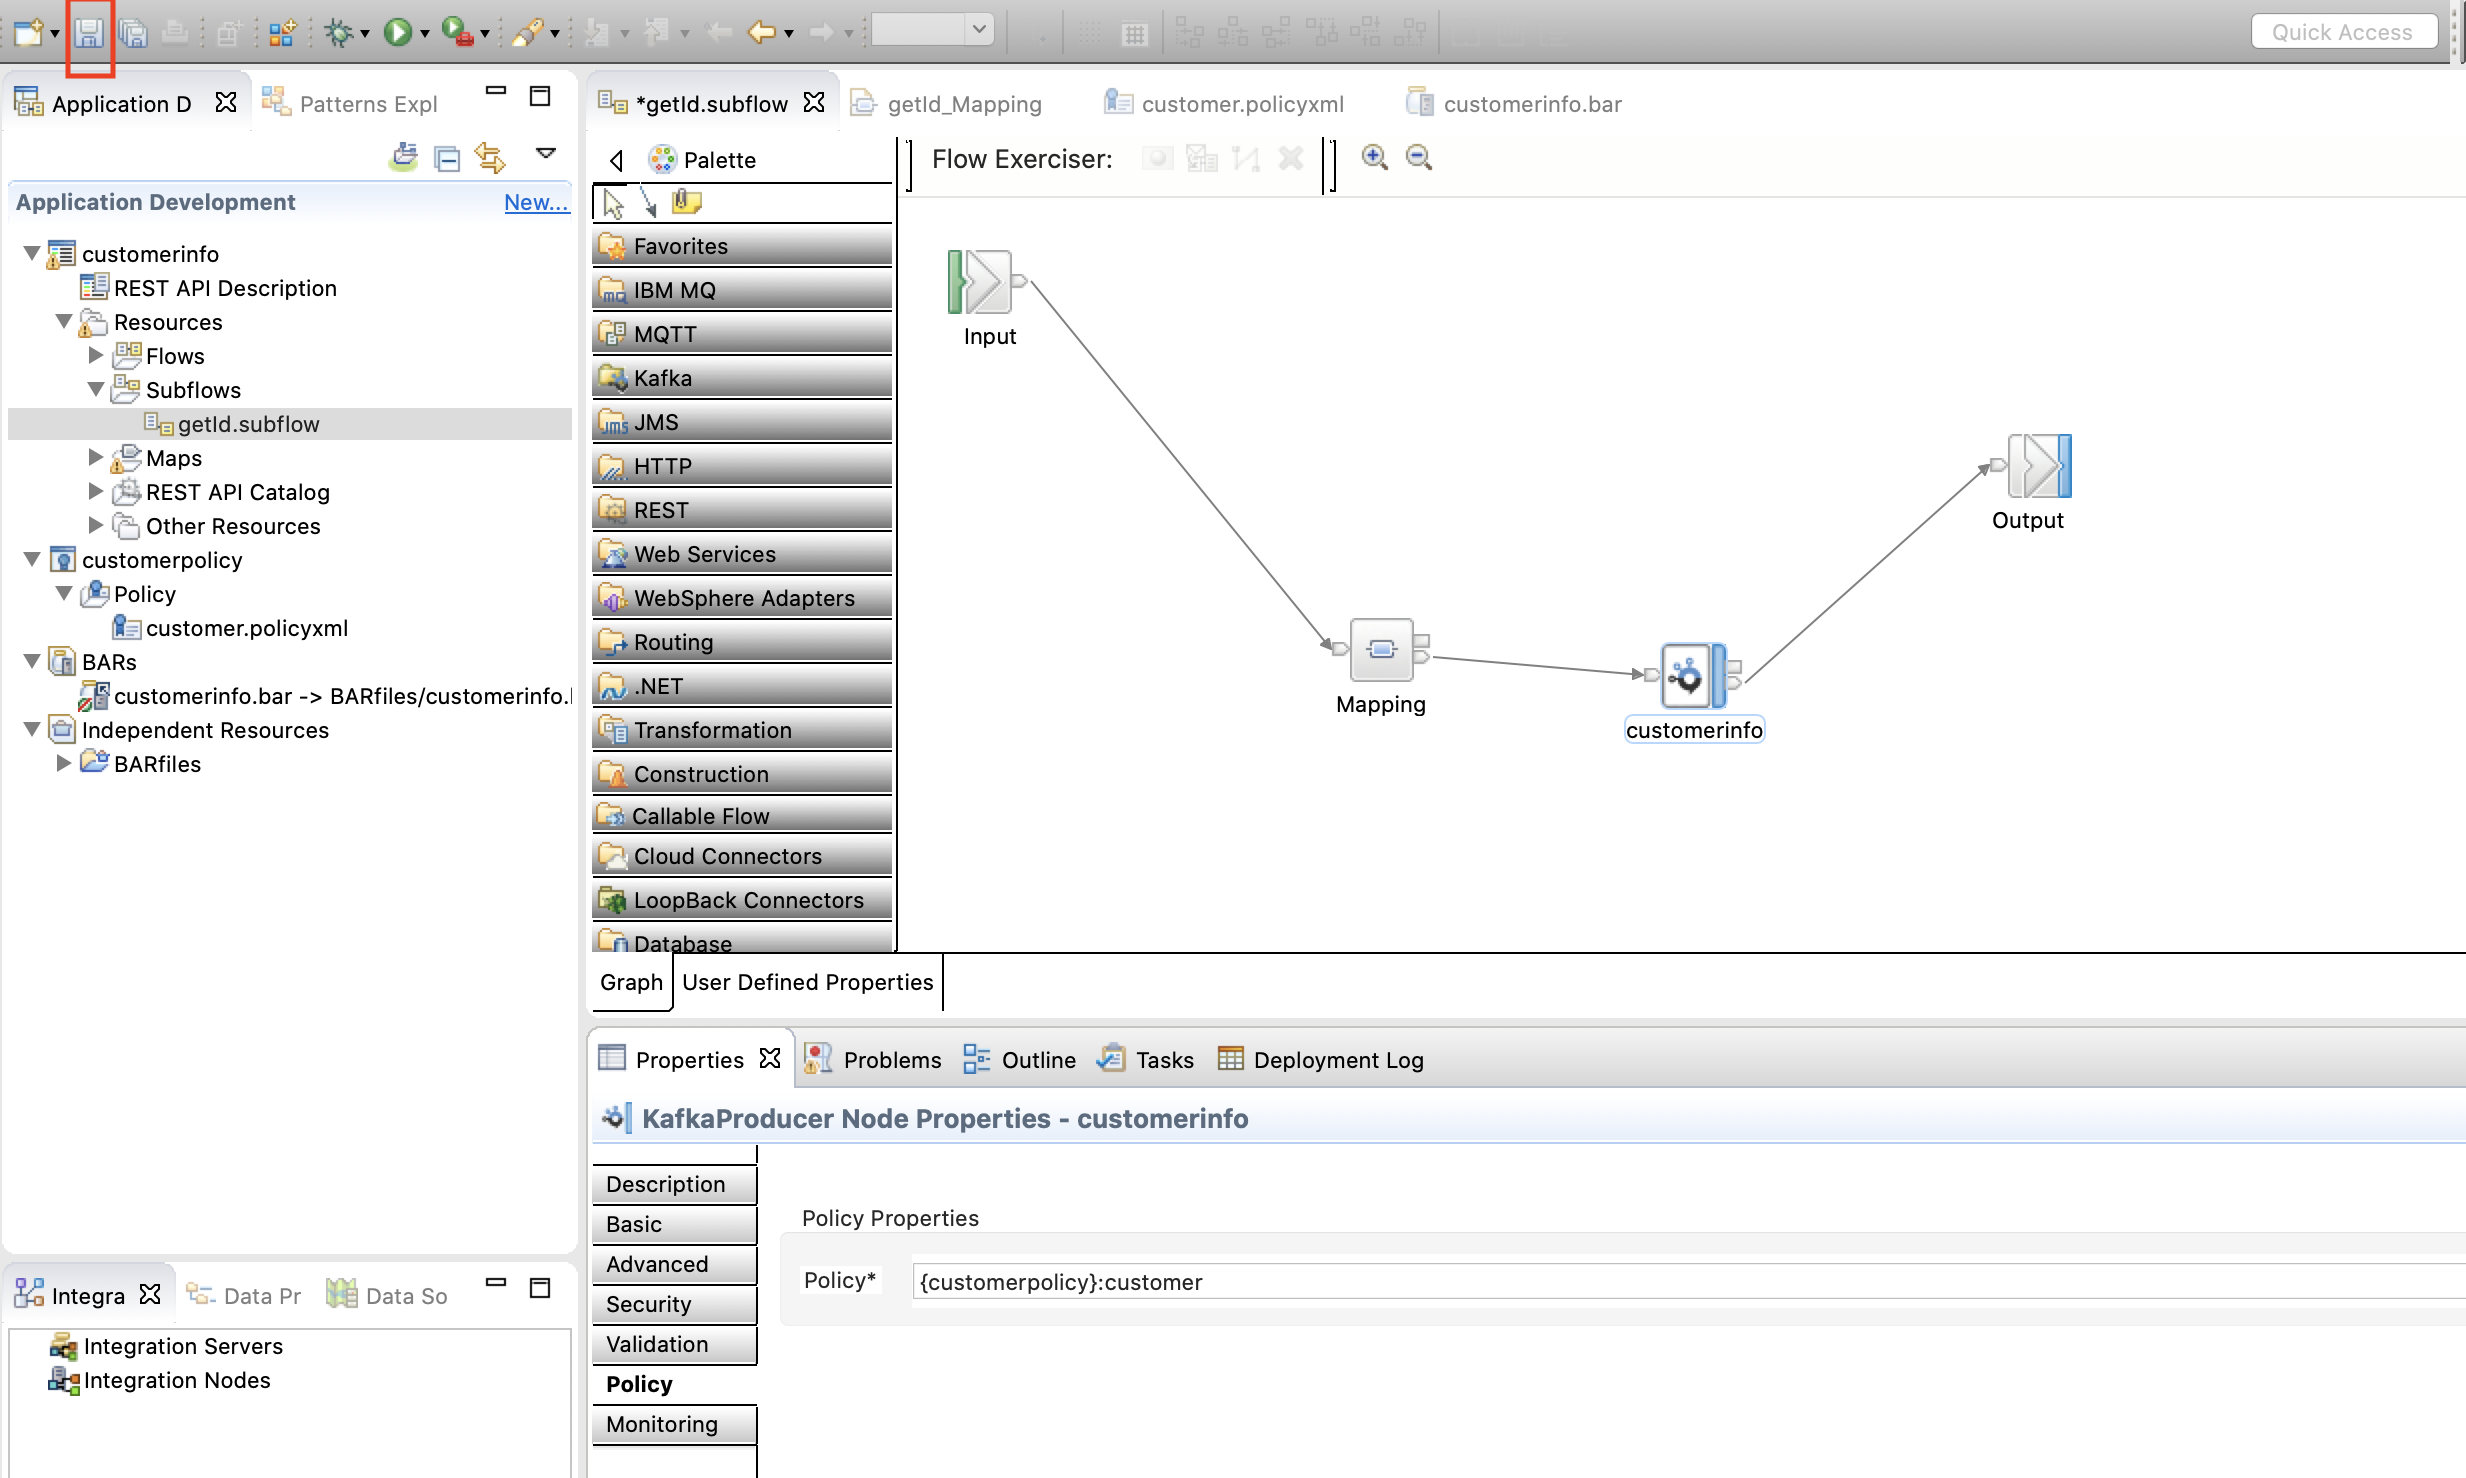 Quick Access
Application D
Patterns Expl
Application Development
New...
customerinfo
REST API Description
Resources
Flows
Subflows
getId.subflow
Maps
REST API Catalog
Other Resources
customerpolicy
Policy
customer.policyxml
BARs
customerinfo.bar -> BARfiles/customerinfo.
Independent Resources
BARfiles
Integra
Data Pr
Data So
Integration Servers
Integration Nodes
*getId.subflow
getId_Mapping
customer.policyxml
customerinfo.bar
Palette
Flow Exerciser:
Favorites
IBM MQ
MQTT
Kafka
JMS
HTTP
REST
Web Services
WebSphere Adapters
Routing
.NET
Transformation
Construction
Callable Flow
Cloud Connectors
LoopBack Connectors
Database
Input
Mapping
customerinfo
Output
Graph
User Defined Properties
Properties
Problems
Outline
Tasks
Deployment Log
KafkaProducer Node Properties - customerinfo
Description
Basic
Advanced
Security
Validation
Policy
Monitoring
Policy Properties
Policy*
{customerpolicy}:customer